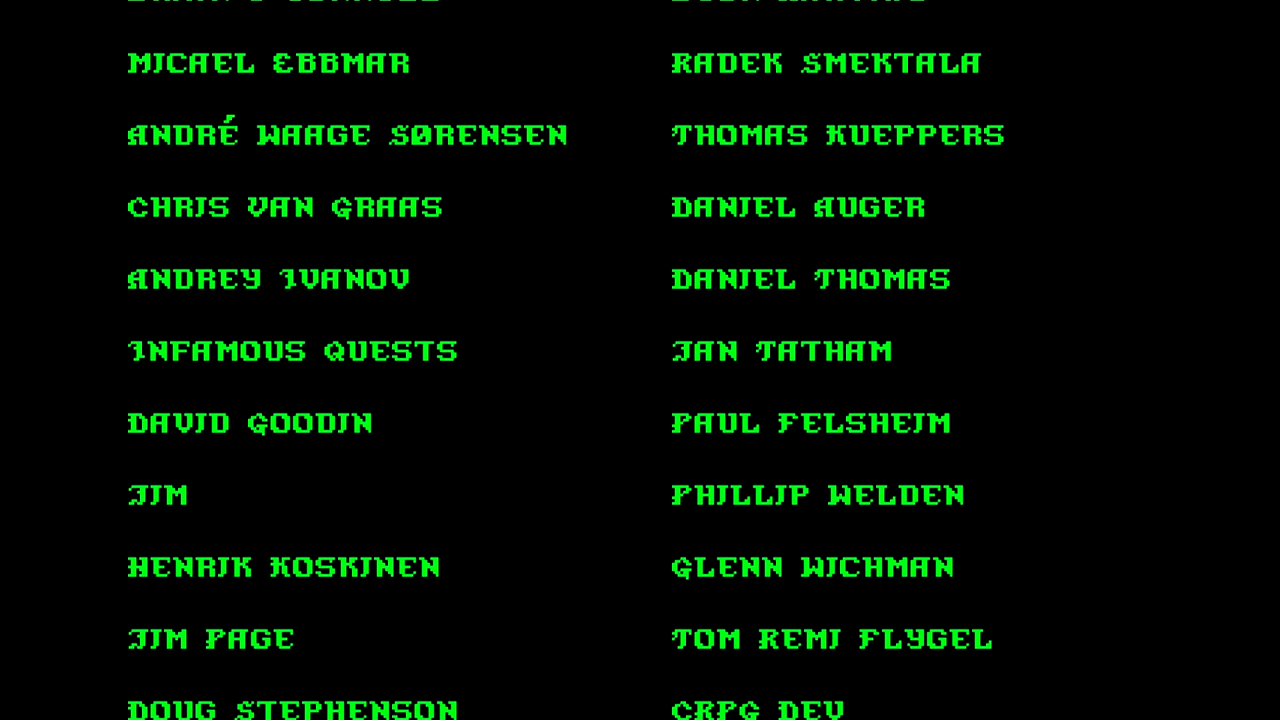 MICAEL EBBMAR RADEK SMEKTALA
ANDRÉ WAAGE SØRENSEN THOMAS KUEPPERS
CHRIS VAN GRAAS DANIEL AUGER
ANDREY IVANOV DANIEL THOMAS
INFAMOUS QUESTS JAN TATHAM
DAVID GOODIN PAUL FELSHEIM
JIM PHILLIP WELDEN
HENRIK KOSKINEN GLENN WICHMAN
JIM PAGE TOM REMI FLYGEL
DOUG STEPHENSON CRPG DEV